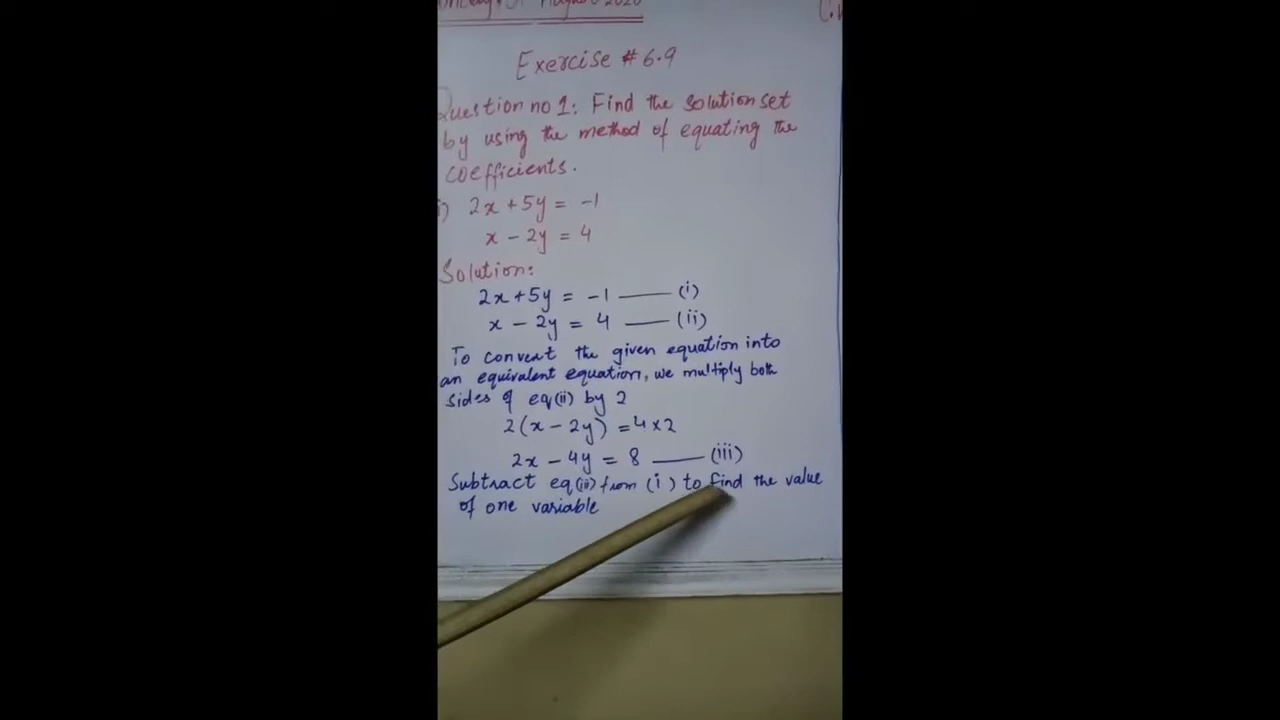 August 2020
Exercise # 6.9
Question no 1: Find the solution set
by using the method of equating the
coefficients.
i) 2x + 5y = -1
x - 2y = 4
Solution:
2x + 5y = -1 —— (i)
x - 2y = 4 —— (ii)
To convert the given equation into
an equivalent equation, we multiply both
sides of eq(ii) by 2
2(x - 2y) = 4 x 2
2x - 4y = 8 —— (iii)
Subtract eq(iii) from (i) to find the value
of one variable